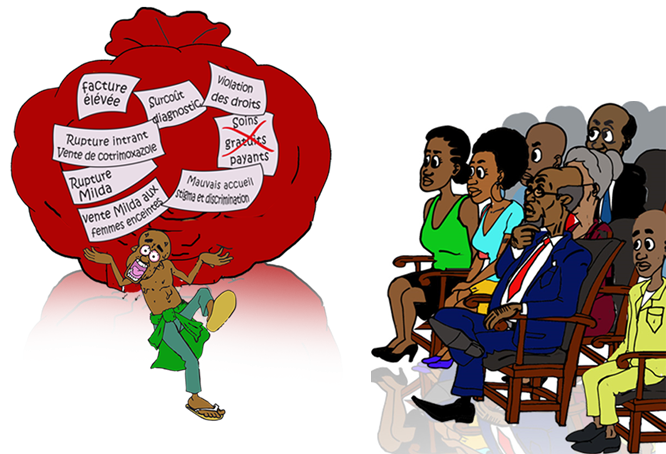 facture
élévée
Surcoût
diagnostic
Violation
des droits
Soins
gratuits
payants
Rupture intrant
Vente de cotrimoxazole
Rupture
Milda
Mauvais accueil
stigma et discrimination
Vente Milda aux
femmes enceintes